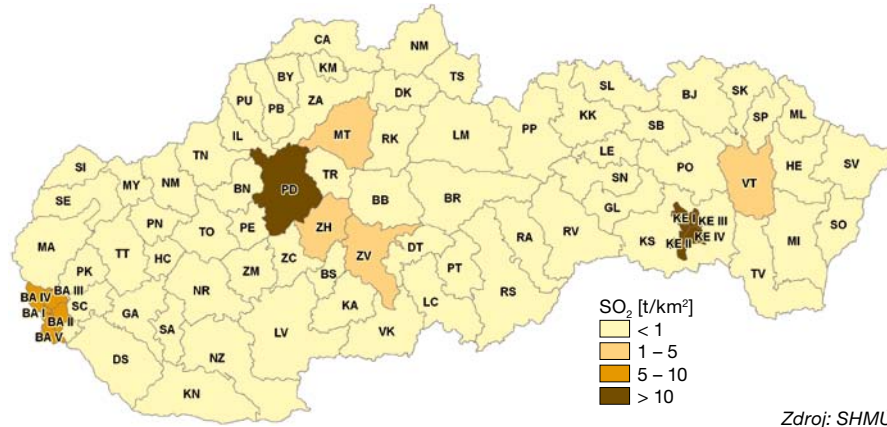 CA
NM
KM
BY
TS
PU
PB
ZA
DK
SL
BJ
SK
SP
ML
IL
MT
RK
LM
PP
KK
SB
TN
LE
PO
HE
SV
SI
BN
PD
TR
SN
VT
MY
NM
BB
BR
SE
GL
PN
TO
PE
ZH
KE I
KE III
SO
MA
TT
HC
ZV
DT
RA
RV
KS
KE II
KE IV
MI
PK
ZM
ZC
BS
PT
TV
BA IV
BA III
NR
KA
LC
RS
BA I
BA II
SC
GA
SA
LV
VK
BA V
DS
NZ
KN
SO₂ [t/km²]
< 1
1 – 5
5 – 10
> 10
Zdroj: SHMÚ